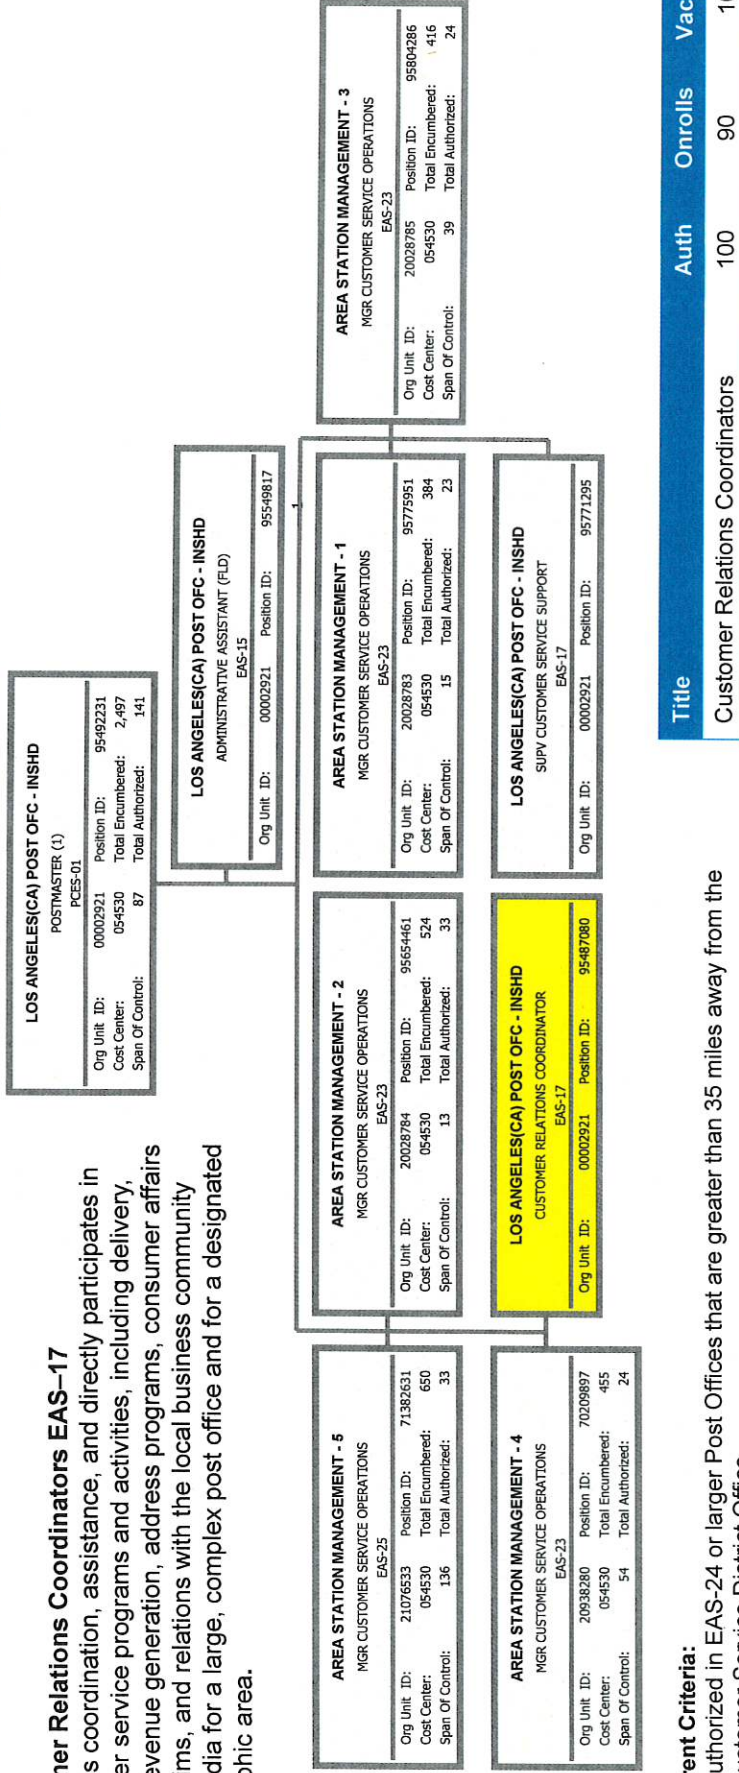 ner Relations Coordinators EAS–17
s coordination, assistance, and directly participates in
er service programs and activities, including delivery,
evenue generation, address programs, consumer affairs
ims, and relations with the local business community
dia for a large, complex post office and for a designated
phic area.
LOS ANGELES(CA) POST OFC - INSHD
POSTMASTER (1)
PCES-01
Org Unit ID: 00002921 Position ID: 95492231
Cost Center: 054530 Total Encumbered: 2,497
Span Of Control: 87 Total Authorized: 141
LOS ANGELES(CA) POST OFC - INSHD
ADMINISTRATIVE ASSISTANT (FLD)
EAS-15
Org Unit ID: 00002921 Position ID: 95549817
1
AREA STATION MANAGEMENT - 5
MGR CUSTOMER SERVICE OPERATIONS
EAS-25
Org Unit ID: 21076533 Position ID: 71382631
Cost Center: 054530 Total Encumbered: 650
Span Of Control: 136 Total Authorized: 33
AREA STATION MANAGEMENT - 2
MGR CUSTOMER SERVICE OPERATIONS
EAS-23
Org Unit ID: 20028784 Position ID: 95654461
Cost Center: 054530 Total Encumbered: 524
Span Of Control: 13 Total Authorized: 33
AREA STATION MANAGEMENT - 1
MGR CUSTOMER SERVICE OPERATIONS
EAS-23
Org Unit ID: 20028783 Position ID: 95775951
Cost Center: 054530 Total Encumbered: 384
Span Of Control: 15 Total Authorized: 23
AREA STATION MANAGEMENT - 3
MGR CUSTOMER SERVICE OPERATIONS
EAS-23
Org Unit ID: 20028785 Position ID: 95804286
Cost Center: 054530 Total Encumbered: 416
Span Of Control: 39 Total Authorized: 24
AREA STATION MANAGEMENT - 4
MGR CUSTOMER SERVICE OPERATIONS
EAS-23
Org Unit ID: 20938280 Position ID: 70209897
Cost Center: 054530 Total Encumbered: 455
Span Of Control: 54 Total Authorized: 24
LOS ANGELES(CA) POST OFC - INSHD
CUSTOMER RELATIONS COORDINATOR
EAS-17
Org Unit ID: 00002921 Position ID: 95487080
LOS ANGELES(CA) POST OFC - INSHD
SUPV CUSTOMER SERVICE SUPPORT
EAS-17
Org Unit ID: 00002921 Position ID: 95771295
rent Criteria:
uthorized in EAS-24 or larger Post Offices that are greater than 35 miles away from the
ustomer Service District Office
Title Auth Onrolls Vac
Customer Relations Coordinators 100 90 10